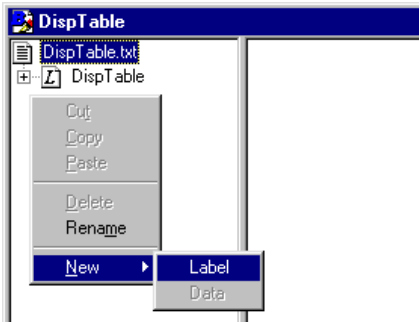 DispTable
DispTable.txt
L DispTable
Cut
Copy
Paste
Delete
Rename
New
Label
Data